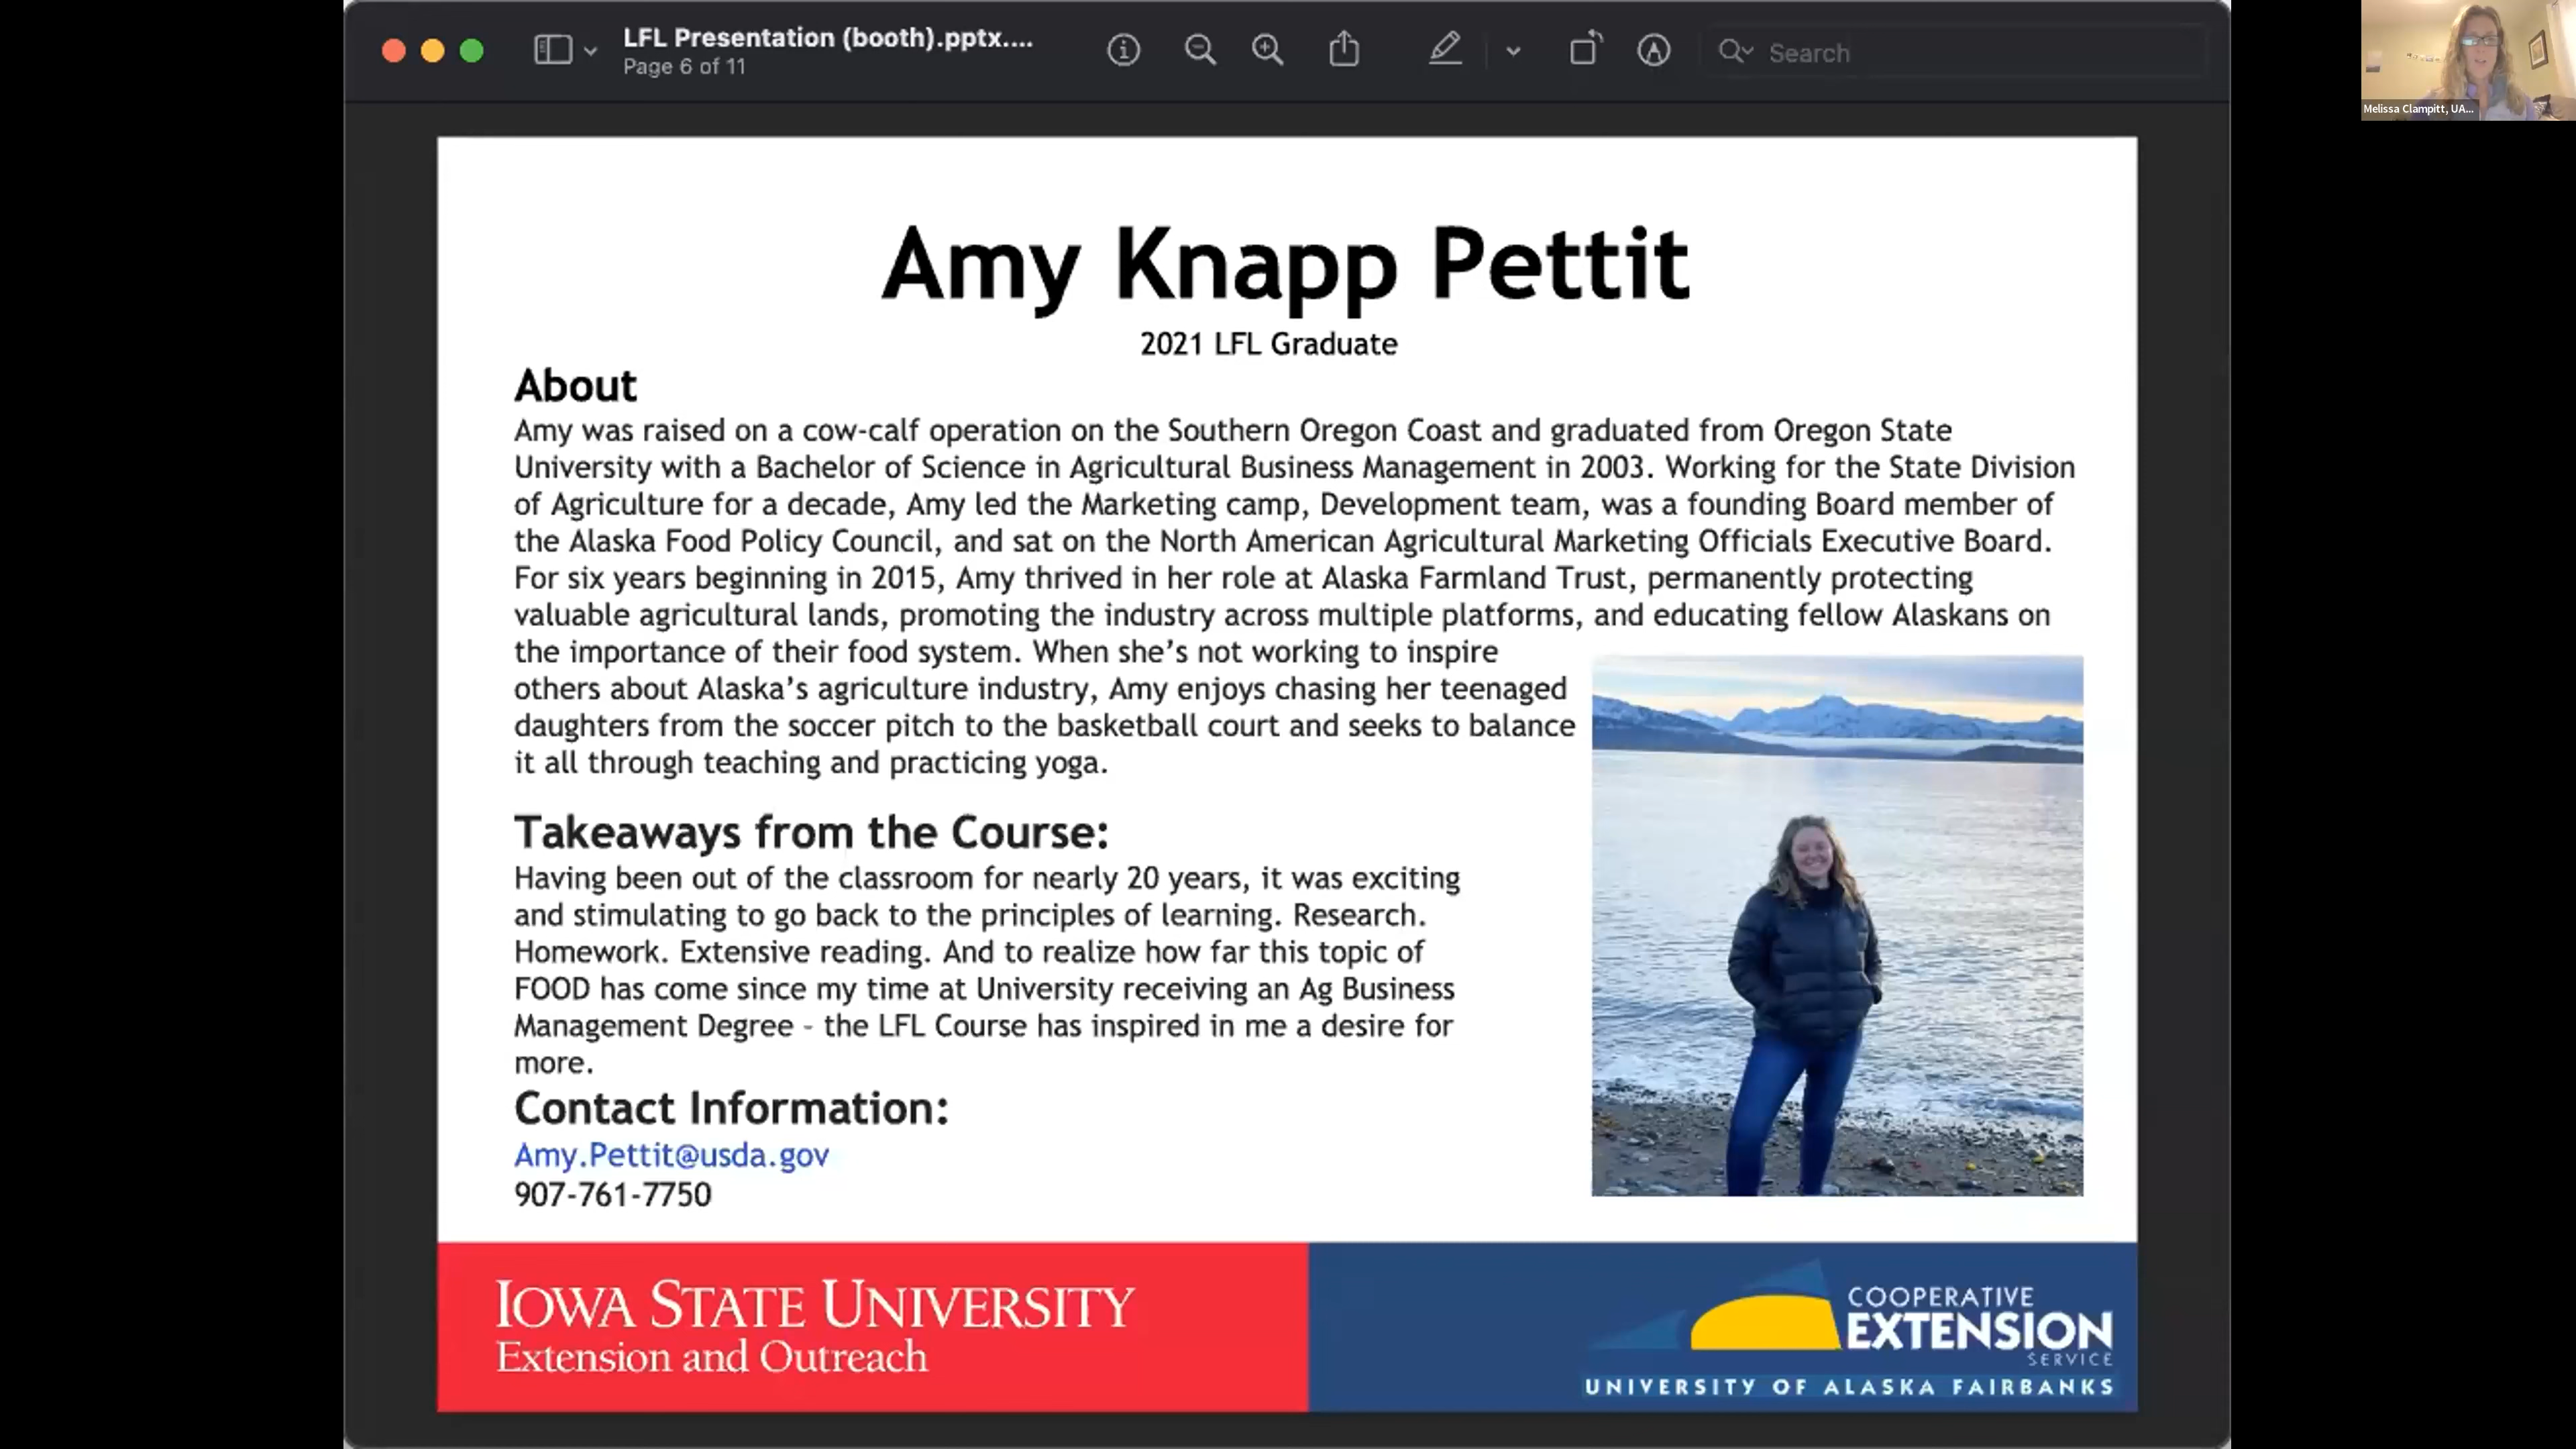 LFL Presentation (booth).pptx....
Page 6 of 11
Search
Melissa Clampitt, UA...
Amy Knapp Pettit
2021 LFL Graduate
About
Amy was raised on a cow-calf operation on the Southern Oregon Coast and graduated from Oregon State
University with a Bachelor of Science in Agricultural Business Management in 2003. Working for the State Division
of Agriculture for a decade, Amy led the Marketing camp, Development team, was a founding Board member of
the Alaska Food Policy Council, and sat on the North American Agricultural Marketing Officials Executive Board.
For six years beginning in 2015, Amy thrived in her role at Alaska Farmland Trust, permanently protecting
valuable agricultural lands, promoting the industry across multiple platforms, and educating fellow Alaskans on
the importance of their food system. When she’s not working to inspire
others about Alaska’s agriculture industry, Amy enjoys chasing her teenaged
daughters from the soccer pitch to the basketball court and seeks to balance
it all through teaching and practicing yoga.
Takeaways from the Course:
Having been out of the classroom for nearly 20 years, it was exciting
and stimulating to go back to the principles of learning. Research.
Homework. Extensive reading. And to realize how far this topic of
FOOD has come since my time at University receiving an Ag Business
Management Degree - the LFL Course has inspired in me a desire for
more.
Contact Information:
Amy.Pettit@usda.gov
907-761-7750
IOWA STATE UNIVERSITY
Extension and Outreach
COOPERATIVE
EXTENSION
SERVICE
UNIVERSITY OF ALASKA FAIRBANKS